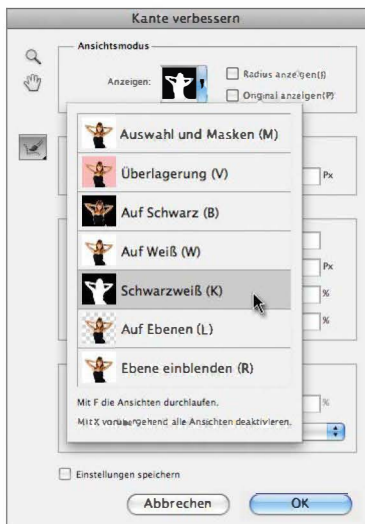 Kante verbessern
Ansichtsmodus
Anzeigen:
Radius anzeigen(J)
Original anzeigen(P)
Auswahl und Masken (M)
Überlagerung (V)
Auf Schwarz (B)
Auf Weiß (W)
Schwarzweiß (K)
Auf Ebenen (L)
Ebene einblenden (R)
Px
Px
%
%
%
Mit F die Ansichten durchlaufen.
Mit X vorübergehend alle Ansichten deaktivieren.
Einstellungen speichern
Abbrechen
OK